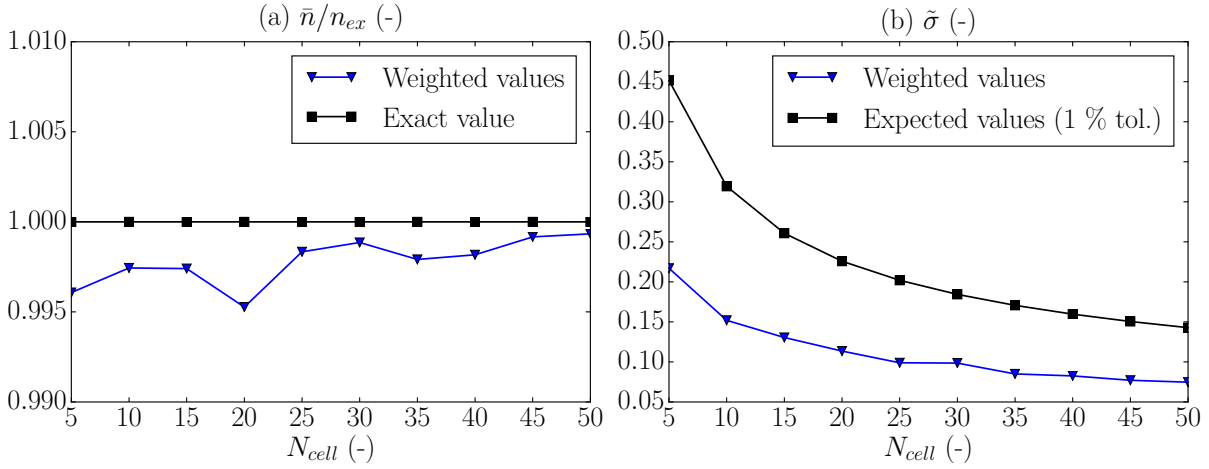 (a) n̄/n_ex (-)
1.010
1.005
1.000
0.995
0.990
Weighted values
Exact value
5 10 15 20 25 30 35 40 45 50
N_cell (-)
(b) σ̃ (-)
0.50
0.45
0.40
0.35
0.30
0.25
0.20
0.15
0.10
0.05
Weighted values
Expected values (1 % tol.)
5 10 15 20 25 30 35 40 45 50
N_cell (-)